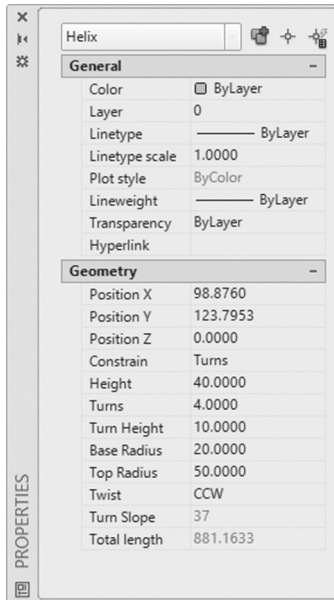 Helix
General
Color ByLayer
Layer 0
Linetype ByLayer
Linetype scale 1.0000
Plot style ByColor
Lineweight ByLayer
Transparency ByLayer
Hyperlink
Geometry
Position X 98.8760
Position Y 123.7953
Position Z 0.0000
Constrain Turns
Height 40.0000
Turns 4.0000
Turn Height 10.0000
Base Radius 20.0000
Top Radius 50.0000
Twist CCW
Turn Slope 37
Total length 881.1633
PROPERTIES